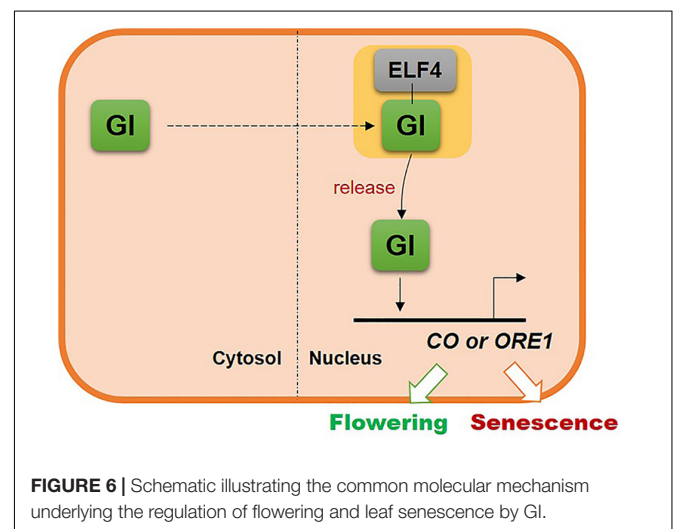 ELF4
GI
GI
release
GI
CO or ORE1
Cytosol
Nucleus
Flowering
Senescence
FIGURE 6 | Schematic illustrating the common molecular mechanism
underlying the regulation of flowering and leaf senescence by GI.